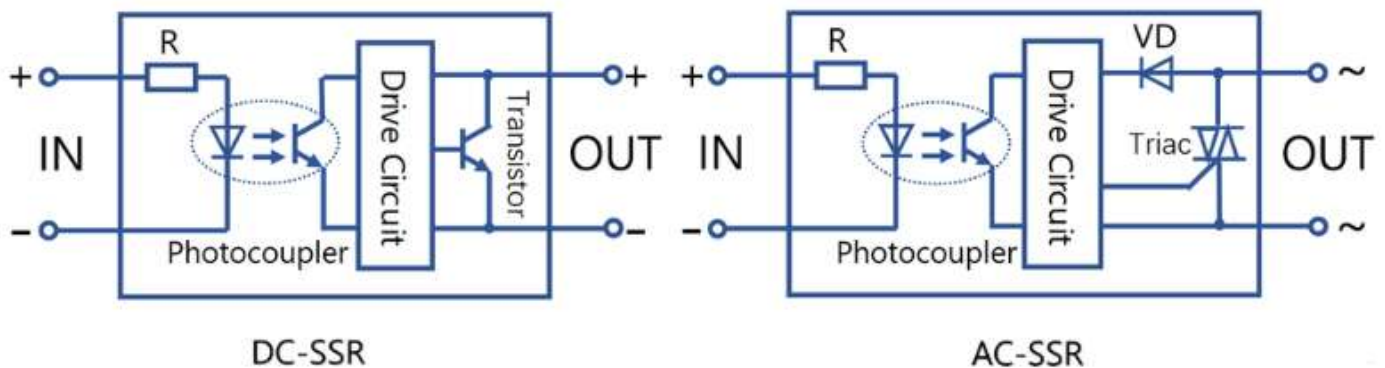 R
+
+
IN
OUT
-
-
Drive Circuit
Transistor
Photocoupler
DC-SSR
R
VD
+
~
IN
Triac
OUT
-
~
Drive Circuit
Photocoupler
AC-SSR